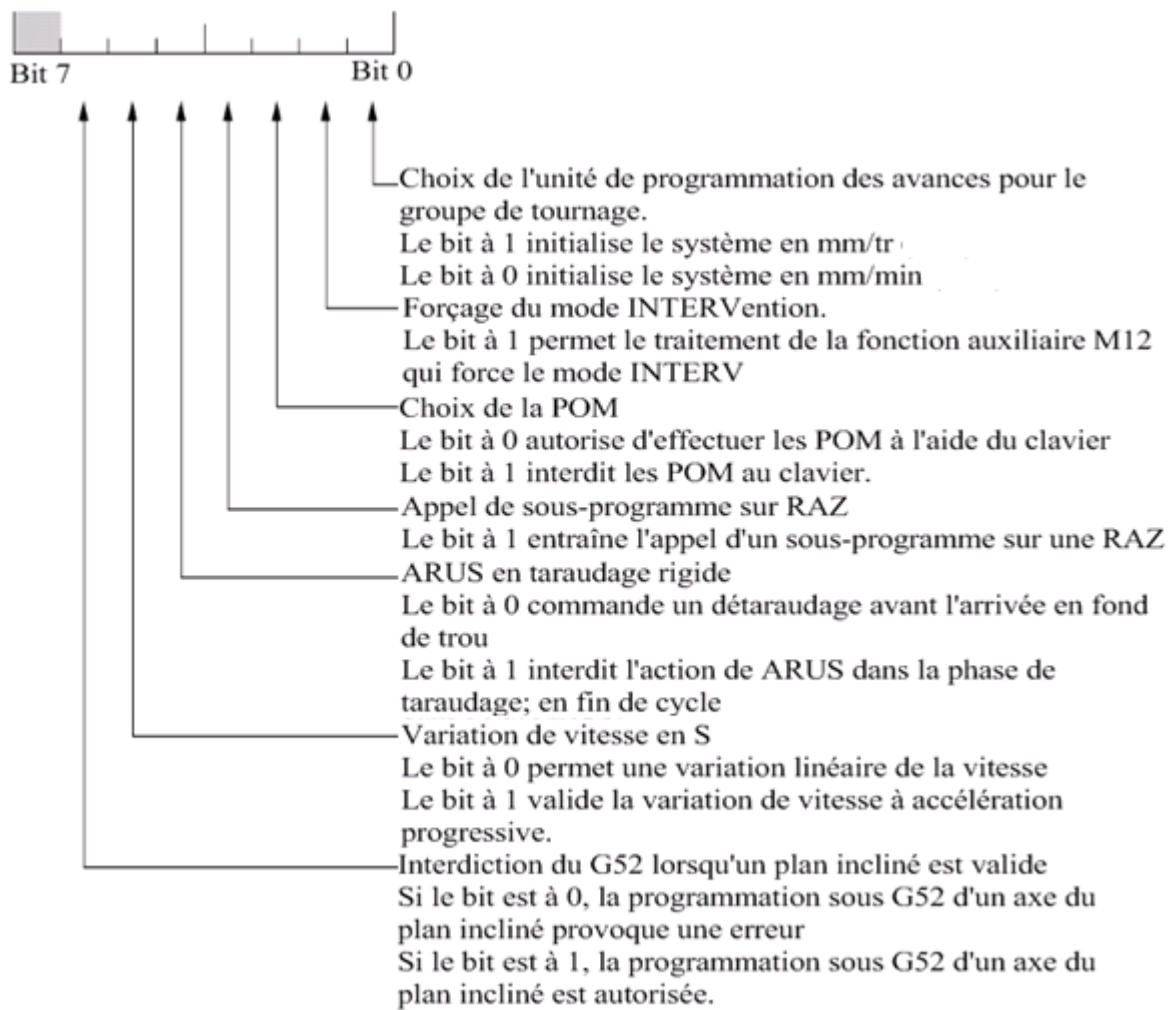 Bit 7
Bit 0
Choix de l'unité de programmation des avances pour le
groupe de tournage.
Le bit à 1 initialise le système en mm/tr
Le bit à 0 initialise le système en mm/min
Forçage du mode INTERVention.
Le bit à 1 permet le traitement de la fonction auxiliaire M12
qui force le mode INTERV
Choix de la POM
Le bit à 0 autorise d'effectuer les POM à l'aide du clavier
Le bit à 1 interdit les POM au clavier.
Appel de sous-programme sur RAZ
Le bit à 1 entraîne l'appel d'un sous-programme sur une RAZ
ARUS en taraudage rigide
Le bit à 0 commande un détaraudage avant l'arrivée en fond
de trou
Le bit à 1 interdit l'action de ARUS dans la phase de
taraudage; en fin de cycle
Variation de vitesse en S
Le bit à 0 permet une variation linéaire de la vitesse
Le bit à 1 valide la variation de vitesse à accélération
progressive.
Interdiction du G52 lorsqu'un plan incliné est valide
Si le bit est à 0, la programmation sous G52 d'un axe du
plan incliné provoque une erreur
Si le bit est à 1, la programmation sous G52 d'un axe du
plan incliné est autorisée.